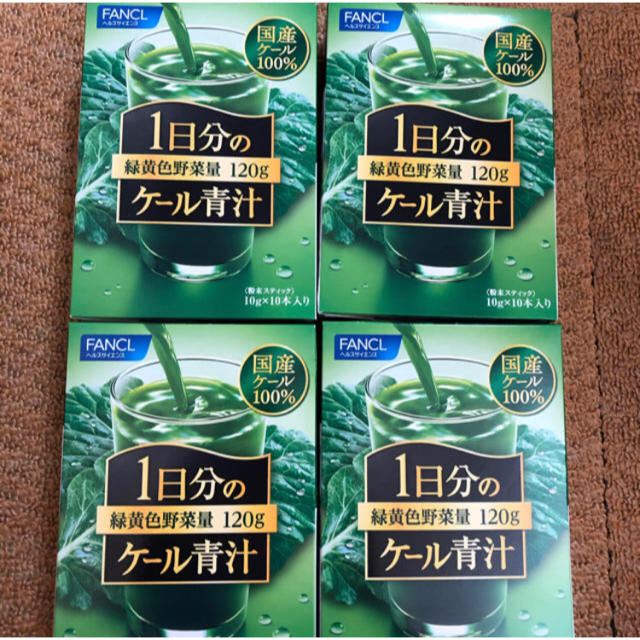 FANCL
ヘルスサイエンス
国産
ケール
100%
1日分の
緑黄色野菜量 120g
ケール青汁
〈粉末スティック〉
10g×10本入り
FANCL
ヘルスサイエンス
国産
ケール
100%
1日分の
緑黄色野菜量 120g
ケール青汁
〈粉末スティック〉
10g×10本入り
FANCL
ヘルスサイエンス
国産
ケール
100%
1日分の
緑黄色野菜量 120g
ケール青汁
FANCL
ヘルスサイエンス
国産
ケール
100%
1日分の
緑黄色野菜量 120g
ケール青汁